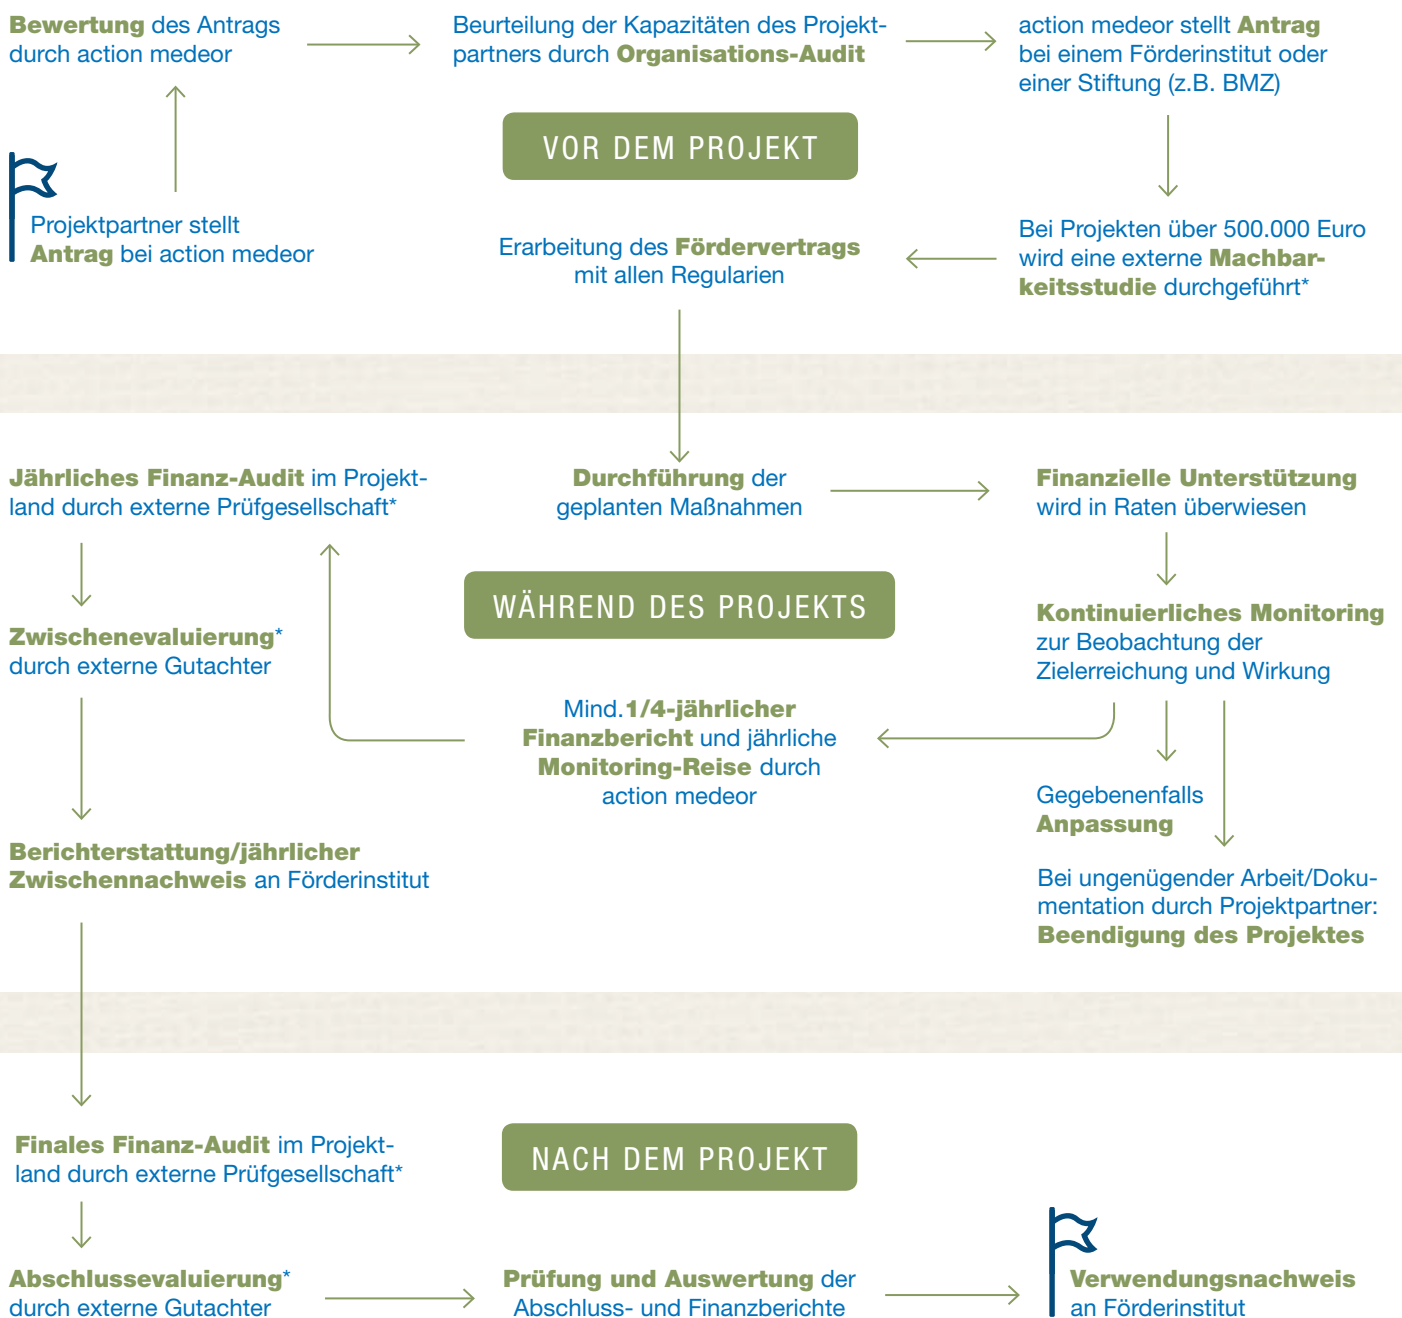 Bewertung des Antrags
durch action medeor
Beurteilung der Kapazitäten des Projekt-
partners durch Organisations-Audit
action medeor stellt Antrag
bei einem Förderinstitut oder
einer Stiftung (z.B. BMZ)
VOR DEM PROJEKT
Projektpartner stellt
Antrag bei action medeor
Erarbeitung des Fördervertrags
mit allen Regularien
Bei Projekten über 500.000 Euro
wird eine externe Machbar-
keitsstudie durchgeführt*
Jährliches Finanz-Audit im Projekt-
land durch externe Prüfgesellschaft*
Durchführung der
geplanten Maßnahmen
Finanzielle Unterstützung
wird in Raten überwiesen
WÄHREND DES PROJEKTS
Zwischenevaluierung*
durch externe Gutachter
Kontinuierliches Monitoring
zur Beobachtung der
Zielerreichung und Wirkung
Mind.1/4-jährlicher
Finanzbericht und jährliche
Monitoring-Reise durch
action medeor
Gegebenenfalls
Anpassung
Berichterstattung/jährlicher
Zwischennachweis an Förderinstitut
Bei ungenügender Arbeit/Doku-
mentation durch Projektpartner:
Beendigung des Projektes
Finales Finanz-Audit im Projekt-
land durch externe Prüfgesellschaft*
NACH DEM PROJEKT
Abschlussevaluierung*
durch externe Gutachter
Prüfung und Auswertung der
Abschluss- und Finanzberichte
Verwendungsnachweis
an Förderinstitut